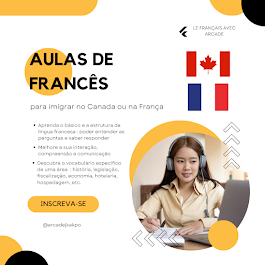 LE FRANÇAIS AVEC
ARCADE
AULAS DE
FRANCÊS
para imigrar no Canada ou na França
Aprenda o básico e a estrutura da
língua francesa : poder entender as
perguntas e saber responder
Melhore a sua interação,
compreensão e comunicação
Descubra o vocabulário específico
de uma área : história, legislação,
fiscalização, economia, hotelaria,
hospedagem, etc.
INSCREVA-SE